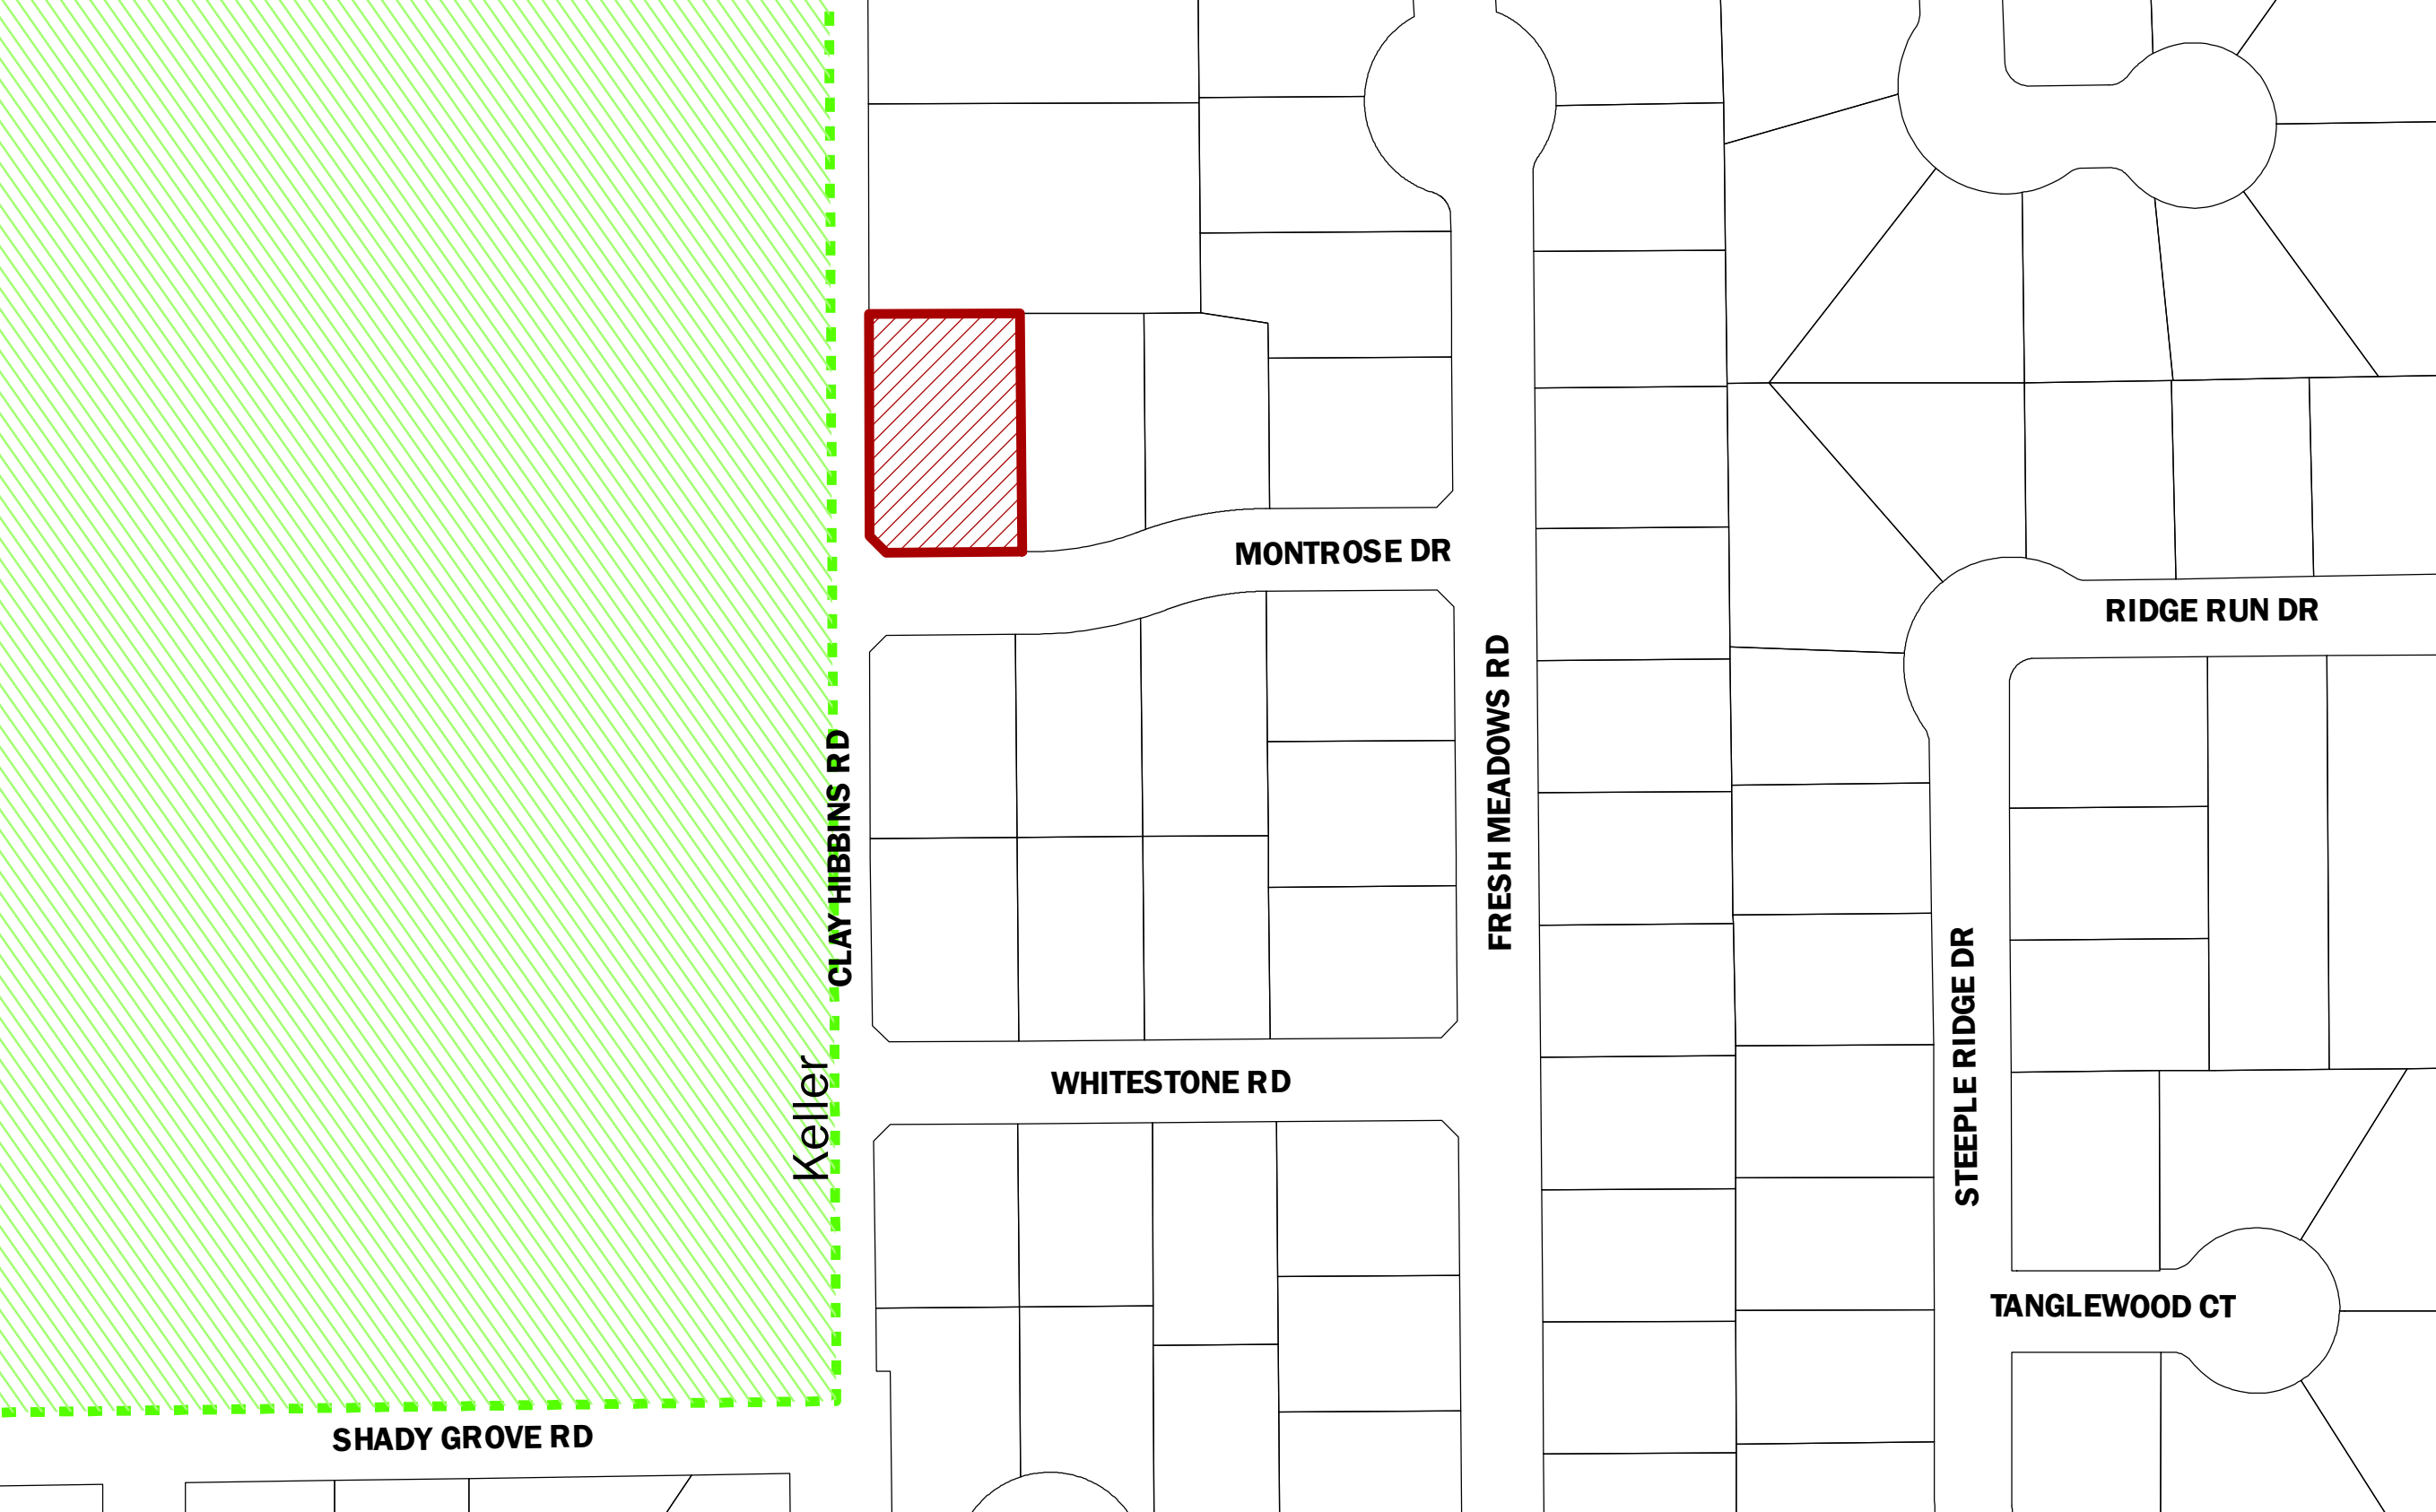 MONTROSE DR
RIDGE RUN DR
FRESH MEADOWS RD
CLAY HIBBINS RD
STEEPLE RIDGE DR
Keller
WHITESTONE RD
TANGLEWOOD CT
SHADY GROVE RD